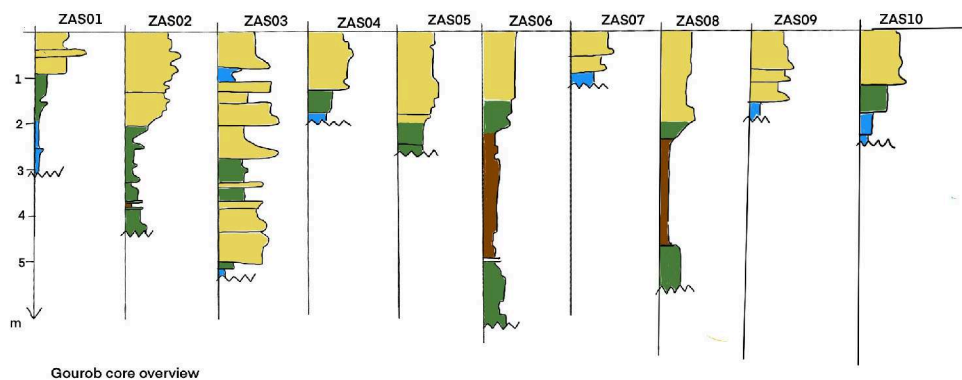 ZAS01 ZAS02 ZAS03 ZAS04 ZAS05 ZAS06 ZAS07 ZAS08 ZAS09 ZAS10
1
2
3
4
5
m
Gourob core overview